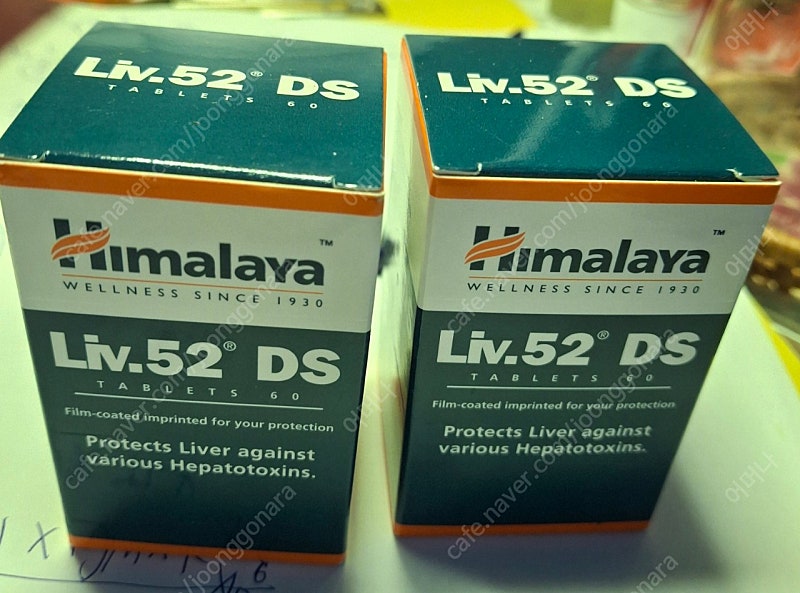 Liv.52® DS
TABLETS 60
Himalaya™
WELLNESS SINCE 1930
Liv.52® DS
TABLETS 60
Film-coated imprinted for your protection
Protects Liver against
various Hepatotoxins.
Liv.52® DS
TABLETS 60
Himalaya™
WELLNESS SINCE 1930
Liv.52® DS
TABLETS 60
Film-coated imprinted for your protection
Protects Liver against
various Hepatotoxins.
cafe.naver.com/joonggonara